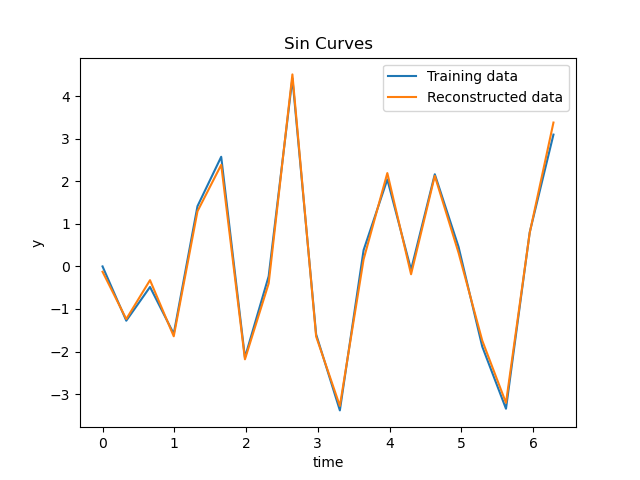 Sin Curves
Training data
Reconstructed data
4
3
2
1
0
−1
−2
−3
y
0 1 2 3 4 5 6
time